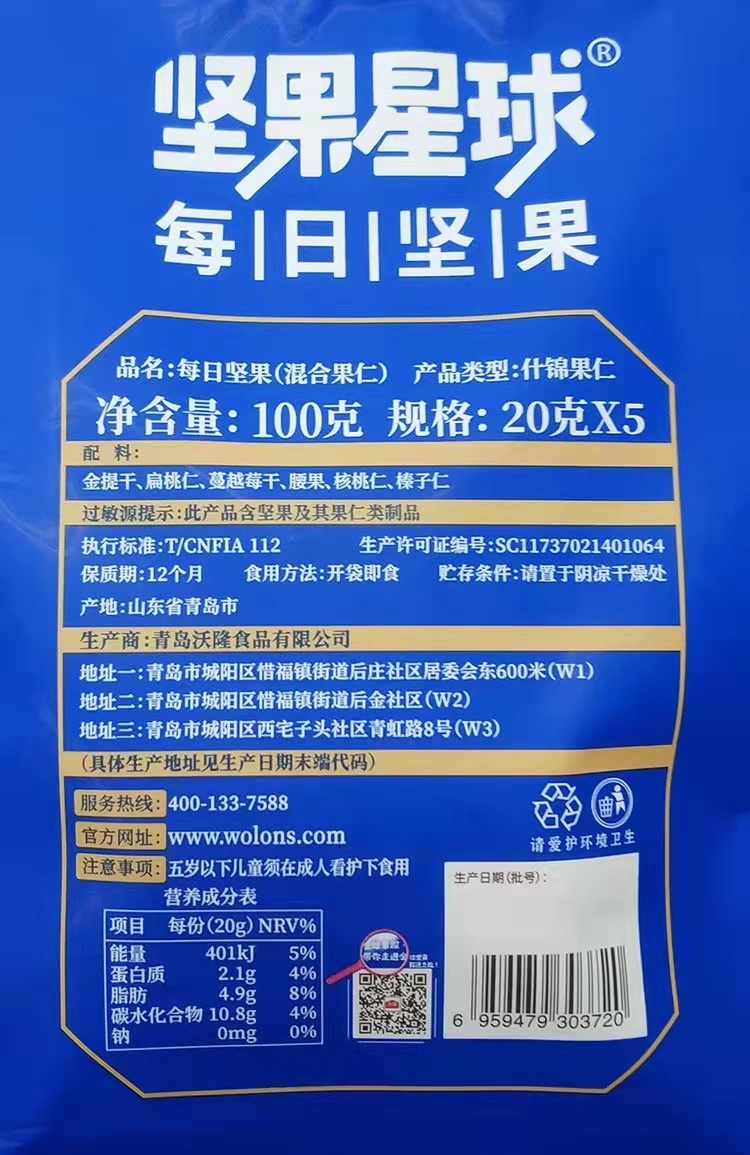 坚果星球®
每|日|坚|果
品名:每日坚果(混合果仁) 产品类型:什锦果仁
净含量:100克 规格:20克X5
配 料:
金提干、扁桃仁、蔓越莓干、腰果、核桃仁、榛子仁
过敏源提示:此产品含坚果及其果仁类制品
执行标准:T/CNFIA 112 生产许可证编号:SC11737021401064
保质期:12个月 食用方法:开袋即食 贮存条件:请置于阴凉干燥处
产地:山东省青岛市
生产商:青岛沃隆食品有限公司
地址一:青岛市城阳区惜福镇街道后庄社区居委会东600米(W1)
地址二:青岛市城阳区惜福镇街道后金社区(W2)
地址三:青岛市城阳区西宅子头社区青虹路8号(W3)
(具体生产地址见生产日期末端代码)
服务热线:400-133-7588
官方网址:www.wolons.com
请爱护环境卫生
注意事项:五岁以下儿童须在成人看护下食用
生产日期(批号):
营养成分表
项目 每份(20g) NRV%
能量 401kJ 5%
蛋白质 2.1g 4%
脂肪 4.9g 8%
碳水化合物 10.8g 4%
钠 0mg 0%
带你走进
6 959479 303720